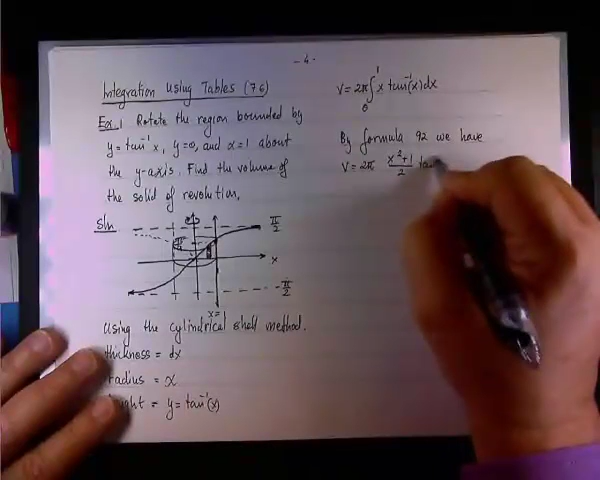 - 4 -
Integration Using Tables (7.6)
Ex.1 Rotate the region bounded by
y = tan⁻¹ x, y = 0, and x = 1 about
the y-axis. Find the volume of
the solid of revolution.
Sln
π/2
x
-π/2
x=1
Using the cylindrical shell method.
thickness = dx
radius = x
height = y = tan⁻¹(x)
V = 2π ∫₀¹ x tan⁻¹(x) dx
By formula 92 we have
V = 2π (x²+1)/2 tan